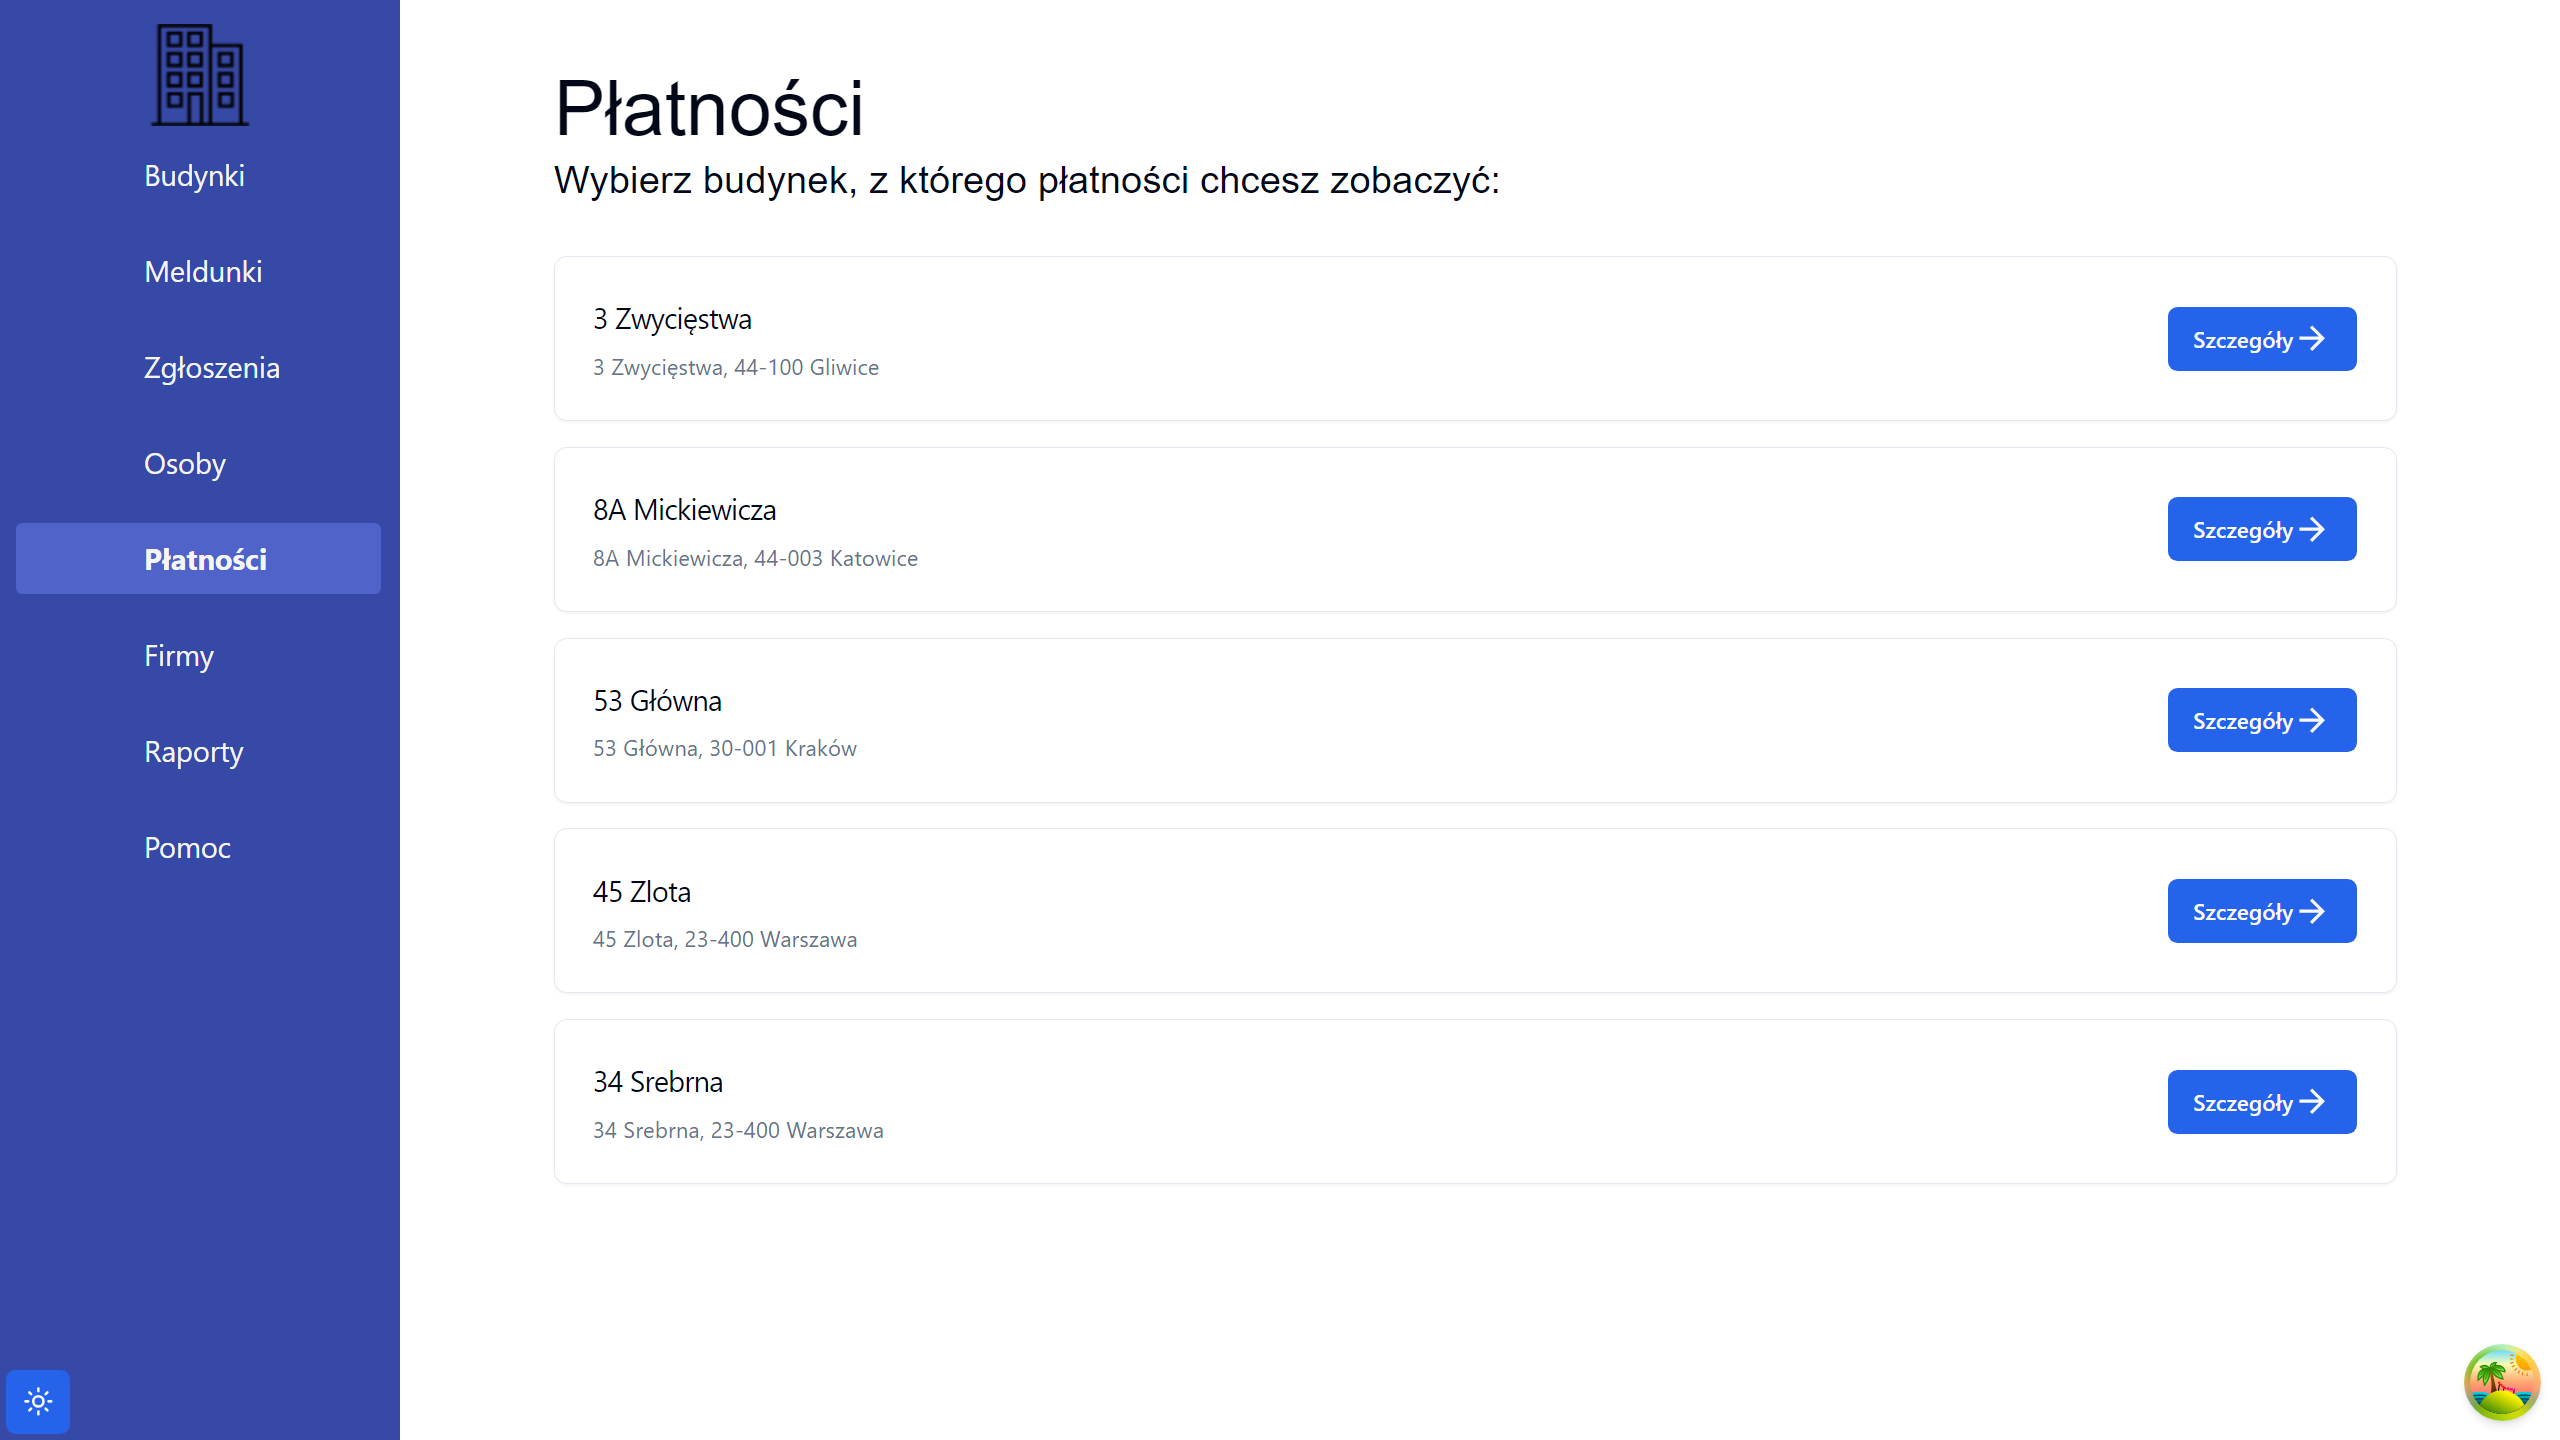 Budynki
Meldunki
Zgłoszenia
Osoby
Płatności
Firmy
Raporty
Pomoc
Płatności
Wybierz budynek, z którego płatności chcesz zobaczyć:
3 Zwycięstwa
3 Zwycięstwa, 44-100 Gliwice
Szczegóły
8A Mickiewicza
8A Mickiewicza, 44-003 Katowice
Szczegóły
53 Główna
53 Główna, 30-001 Kraków
Szczegóły
45 Zlota
45 Zlota, 23-400 Warszawa
Szczegóły
34 Srebrna
34 Srebrna, 23-400 Warszawa
Szczegóły